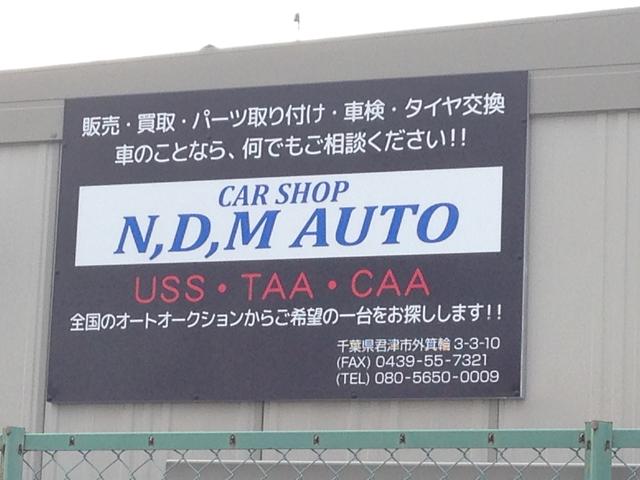 販売・買取・パーツ取り付け・車検・タイヤ交換
車のことなら、何でもご相談ください!!
CAR SHOP
N,D,M AUTO
USS・TAA・CAA
全国のオートオークションからご希望の一台をお探しします!!
千葉県君津市外箕輪 3-3-10
(FAX) 0439-55-7321
(TEL) 080-5650-0009